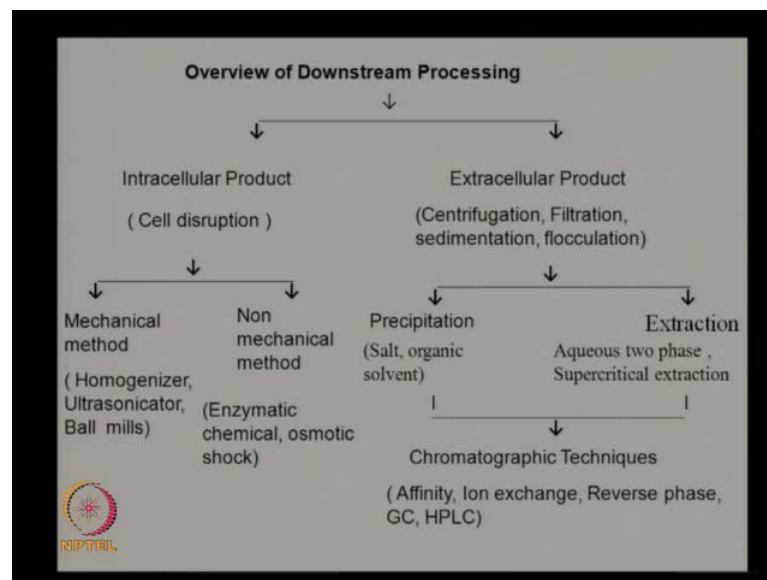 Overview of Downstream Processing
Intracellular Product
( Cell disruption )
Mechanical
method
( Homogenizer,
Ultrasonicator,
Ball mills)
Non
mechanical
method
(Enzymatic
chemical, osmotic
shock)
Extracellular Product
(Centrifugation, Filtration,
sedimentation, flocculation)
Precipitation
(Salt, organic
solvent)
Extraction
Aqueous two phase ,
Supercritical extraction
Chromatographic Techniques
( Affinity, Ion exchange, Reverse phase,
GC, HPLC)
NPTEL